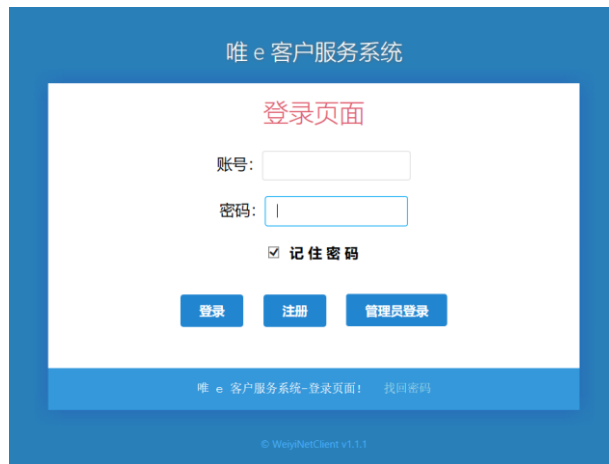 唯 e 客户服务系统
登录页面
账号：
密码：
记住密码
登录 注册 管理员登录
唯 e 客户服务系统-登录页面！ 找回密码
© WeiyiNetClient v1.1.1